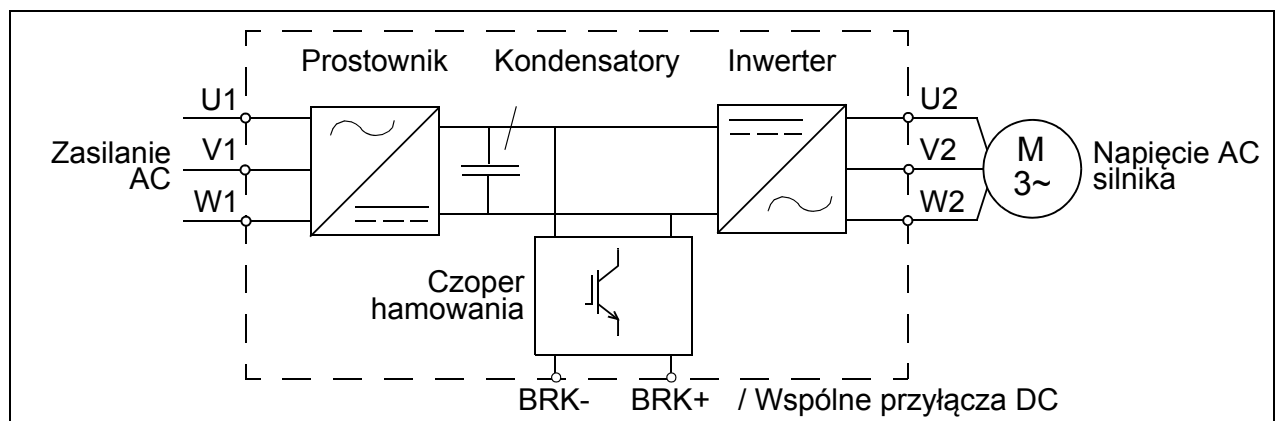 Prostownik Kondensatory Inwerter
U1 U2
Zasilanie
AC
V1 V2
W1 W2
M
3~
Napięcie AC
silnika
Czoper
hamowania
BRK- BRK+ / Wspólne przyłącza DC